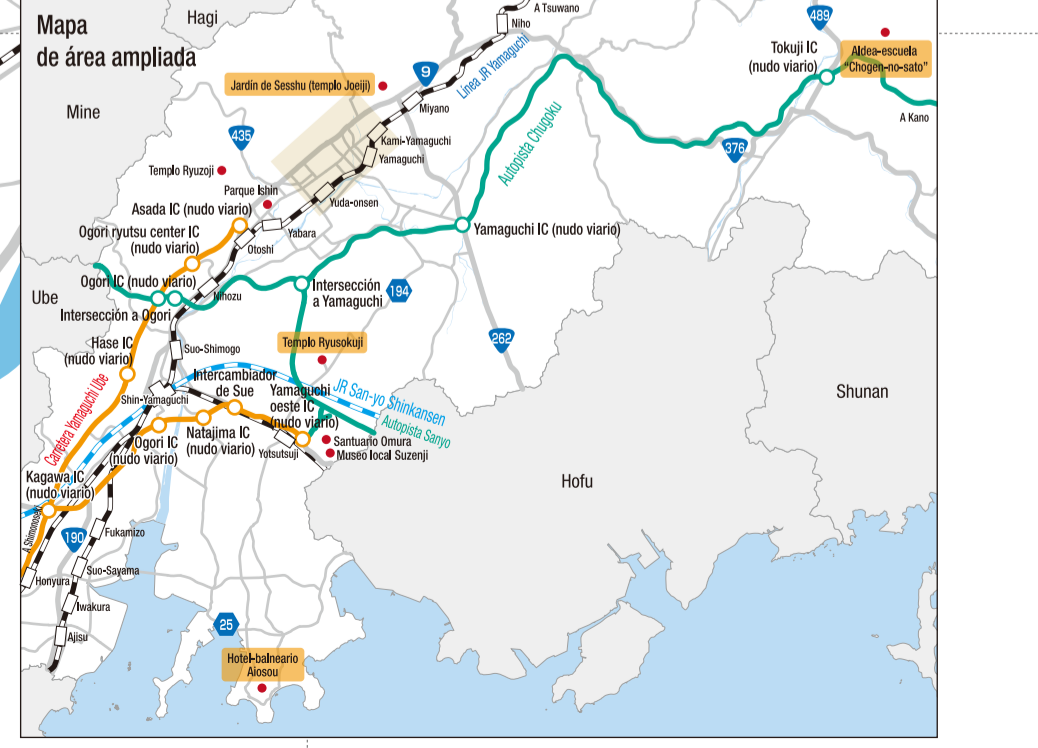 Mapa
de área ampliada
Hagi
A Tsuwano
Niho
489
Tokuji IC
(nudo viario)
Aldea-escuela
“Chogen-no-sato”
A Kano
376
Jardín de Sesshu (templo Joeiji)
9
Línea JR Yamaguchi
Miyano
Mine
435
Kami-Yamaguchi
Yamaguchi
Autopista Chugoku
Templo Ryuzoji
Parque Ishin
Yuda-onsen
Asada IC (nudo viario)
Yabara
Yamaguchi IC (nudo viario)
Ogori ryutsu center IC
(nudo viario)
Otoshi
Ogori IC (nudo viario)
Nihozu
Intersección
a Yamaguchi
194
Ube
Intersección a Ogori
262
Hase IC
(nudo viario)
Suo-Shimogo
Templo Ryusokuji
Intercambiador
de Sue
JR San-yo Shinkansen
Shunan
Shin-Yamaguchi
Yamaguchi
oeste IC
(nudo viario)
Autopista Sanyo
Carretera Yamaguchi Ube
Ogori IC
(nudo viario)
Natajima IC
(nudo viario)
Yotsutsuji
Santuario Omura
Museo local Suzenji
Kagawa IC
(nudo viario)
Hofu
A Shimonoseki
190
Fukamizo
Honyura
Suo-Sayama
Iwakura
Ajisu
25
Hotel-balneario
Aiosou